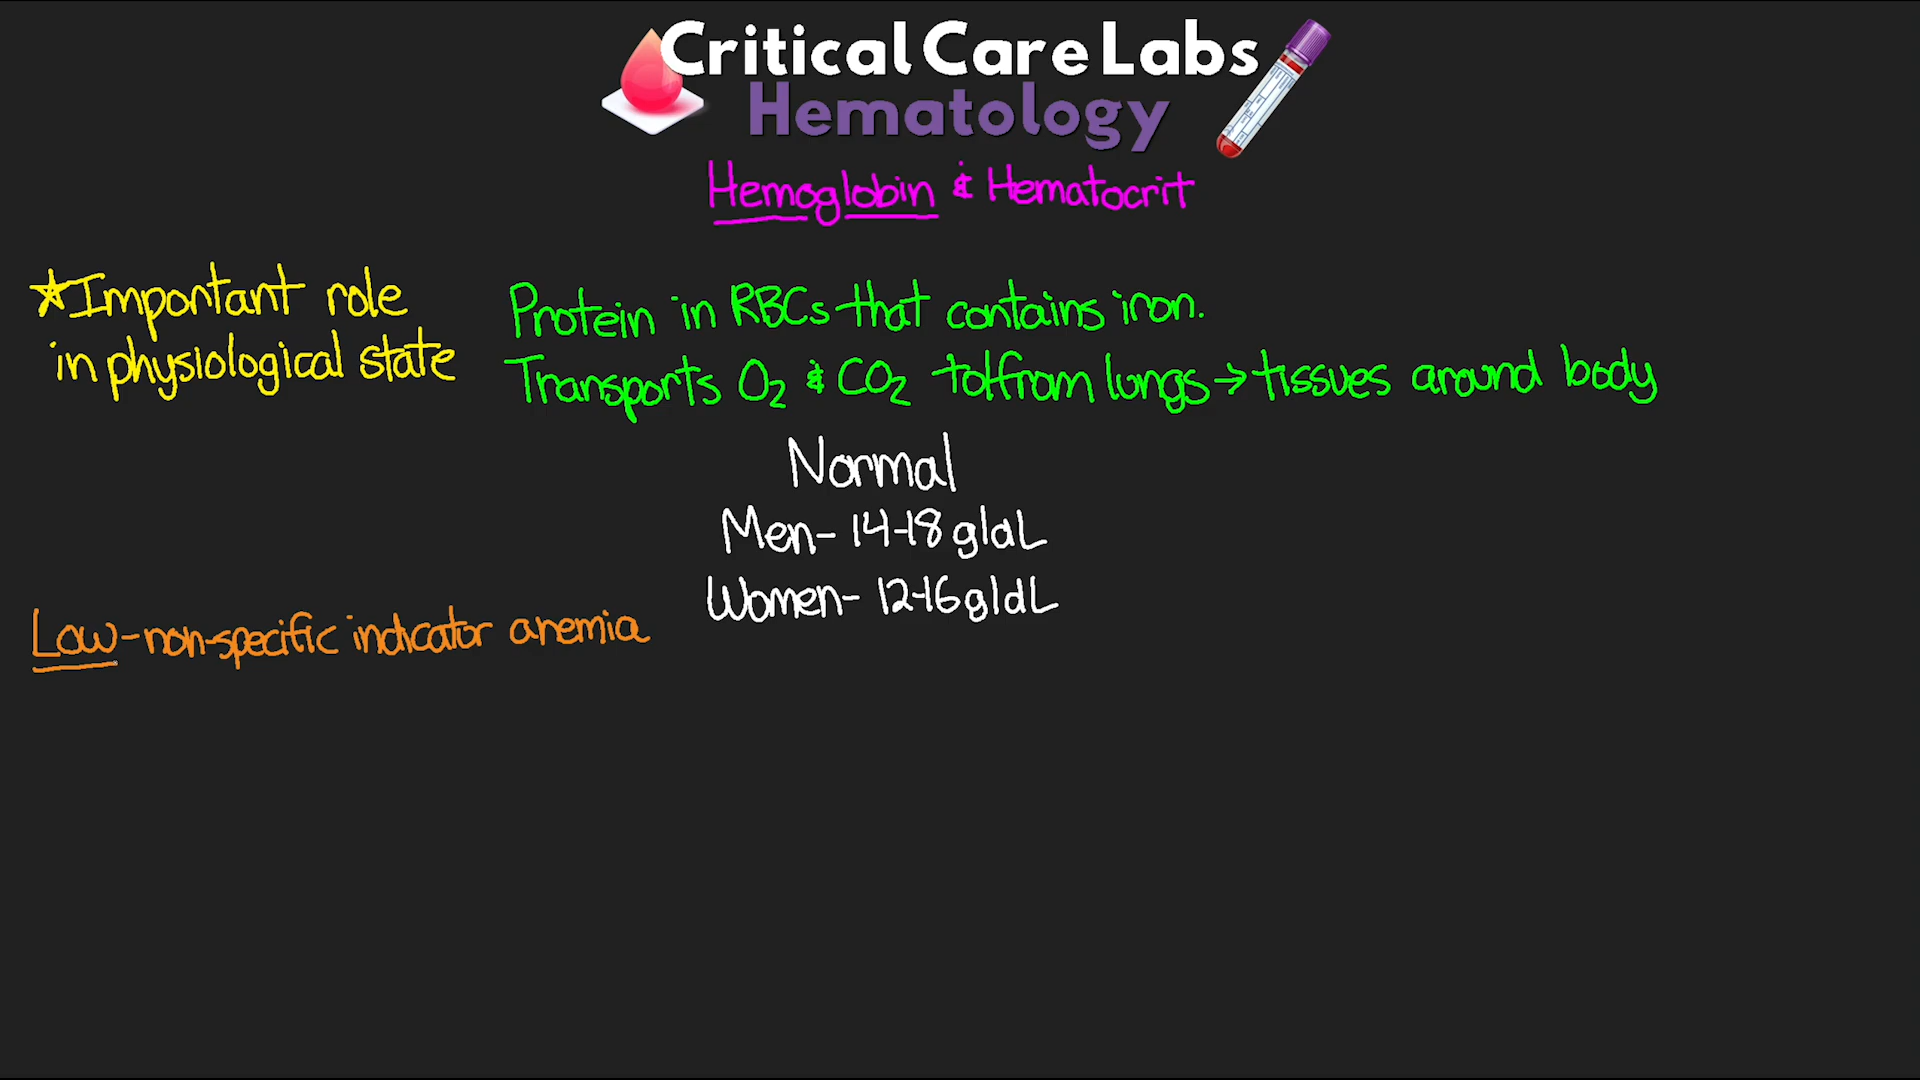 Critical Care Labs
Hematology
Hemoglobin & Hematocrit
*Important role
in physiological state
Protein in RBCs that contains iron.
Transports O2 & CO2 to/from lungs→tissues around body
Normal
Men- 14-18 g/dL
Women- 12-16 g/dL
Low-non-specific indicator anemia